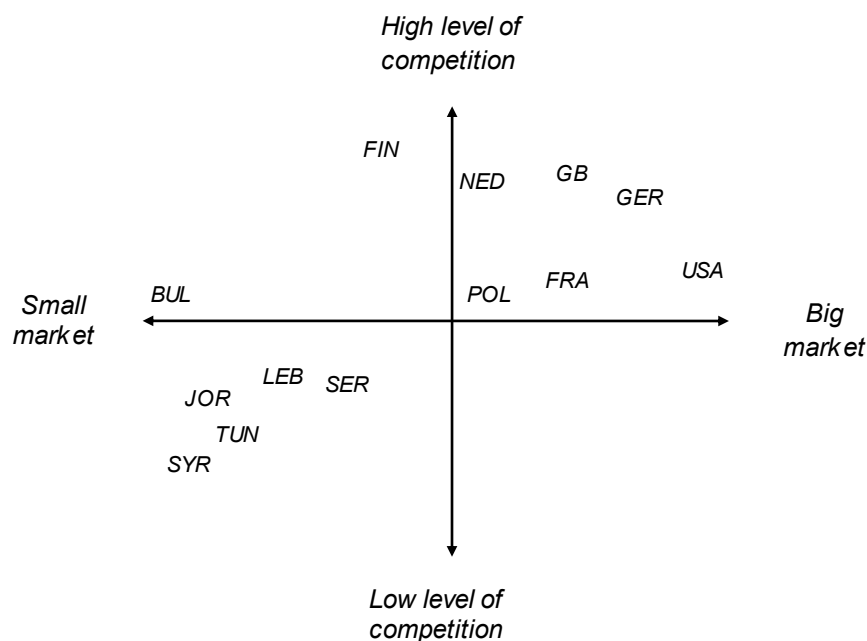 High level of
competition
FIN
NED
GB
GER
Small
market
BUL
POL
FRA
USA
Big
market
LEB
SER
JOR
TUN
SYR
Low level of
competition